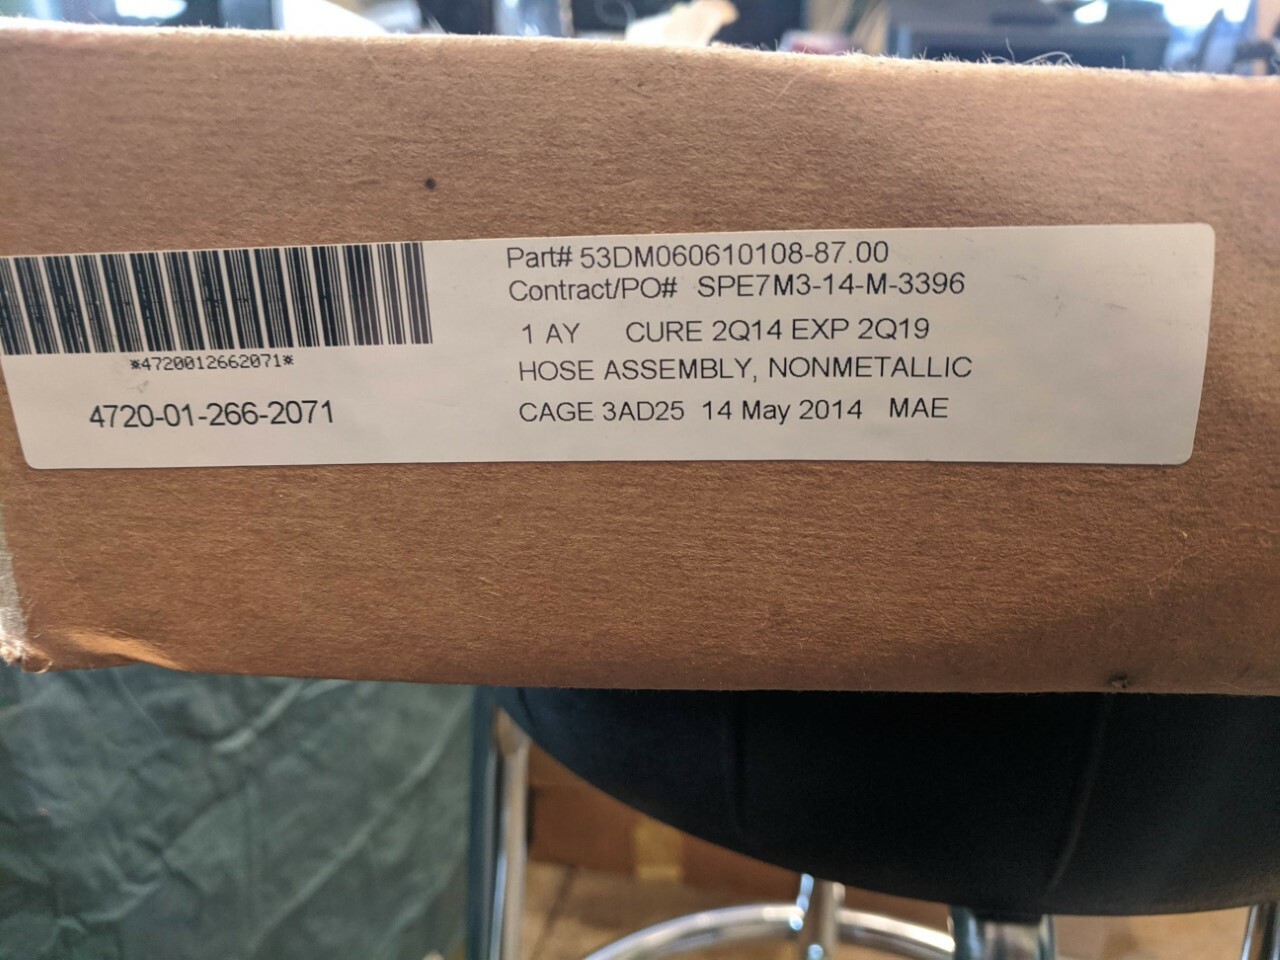 *4720012662071*
4720-01-266-2071
Part# 53DM060610108-87.00
Contract/PO# SPE7M3-14-M-3396
1 AY CURE 2Q14 EXP 2Q19
HOSE ASSEMBLY, NONMETALLIC
CAGE 3AD25 14 May 2014 MAE